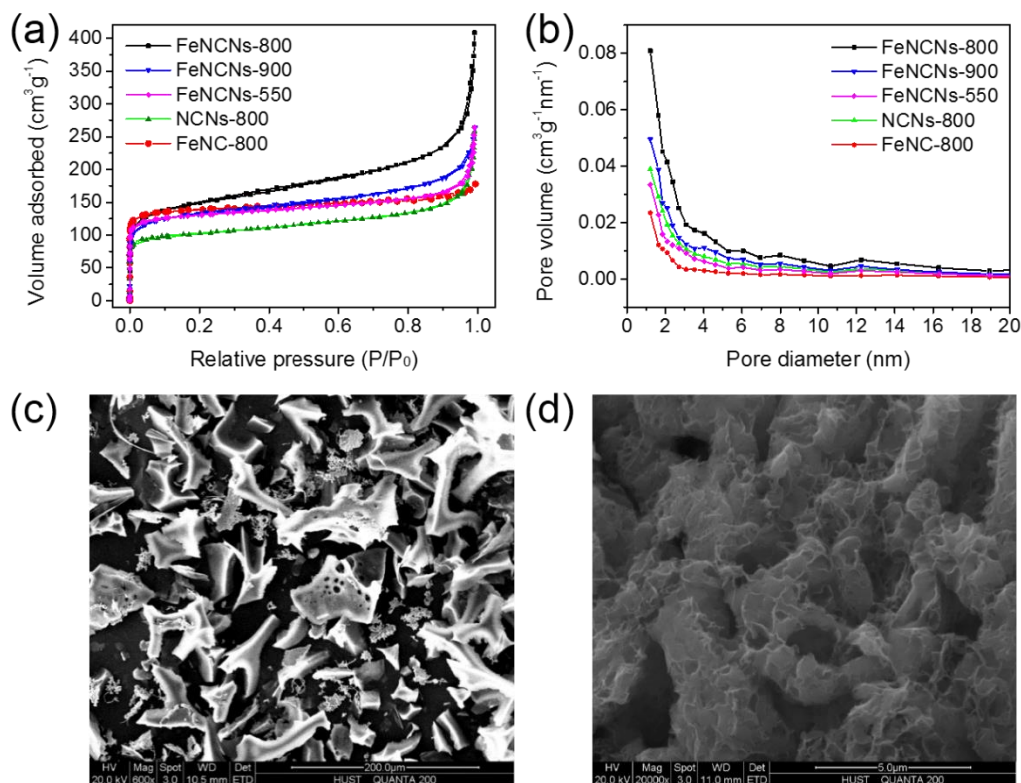 (a)
FeNCNs-800
FeNCNs-900
FeNCNs-550
NCNs-800
FeNC-800
Volume adsorbed (cm³g⁻¹)
400
350
300
250
200
150
100
50
0
0.0 0.2 0.4 0.6 0.8 1.0
Relative pressure (P/P₀)
(b)
FeNCNs-800
FeNCNs-900
FeNCNs-550
NCNs-800
FeNC-800
Pore volume (cm³g⁻¹nm⁻¹)
0.08
0.06
0.04
0.02
0.00
0 2 4 6 8 10 12 14 16 18 20
Pore diameter (nm)
(c)
HV Mag Spot WD Det
20.0 kV 600x 3.0 10.5 mm ETD
200.0µm
HUST QUANTA 200
(d)
HV Mag Spot WD Det
20.0 kV 20000x 3.0 11.0 mm ETD
5.0µm
HUST QUANTA 200